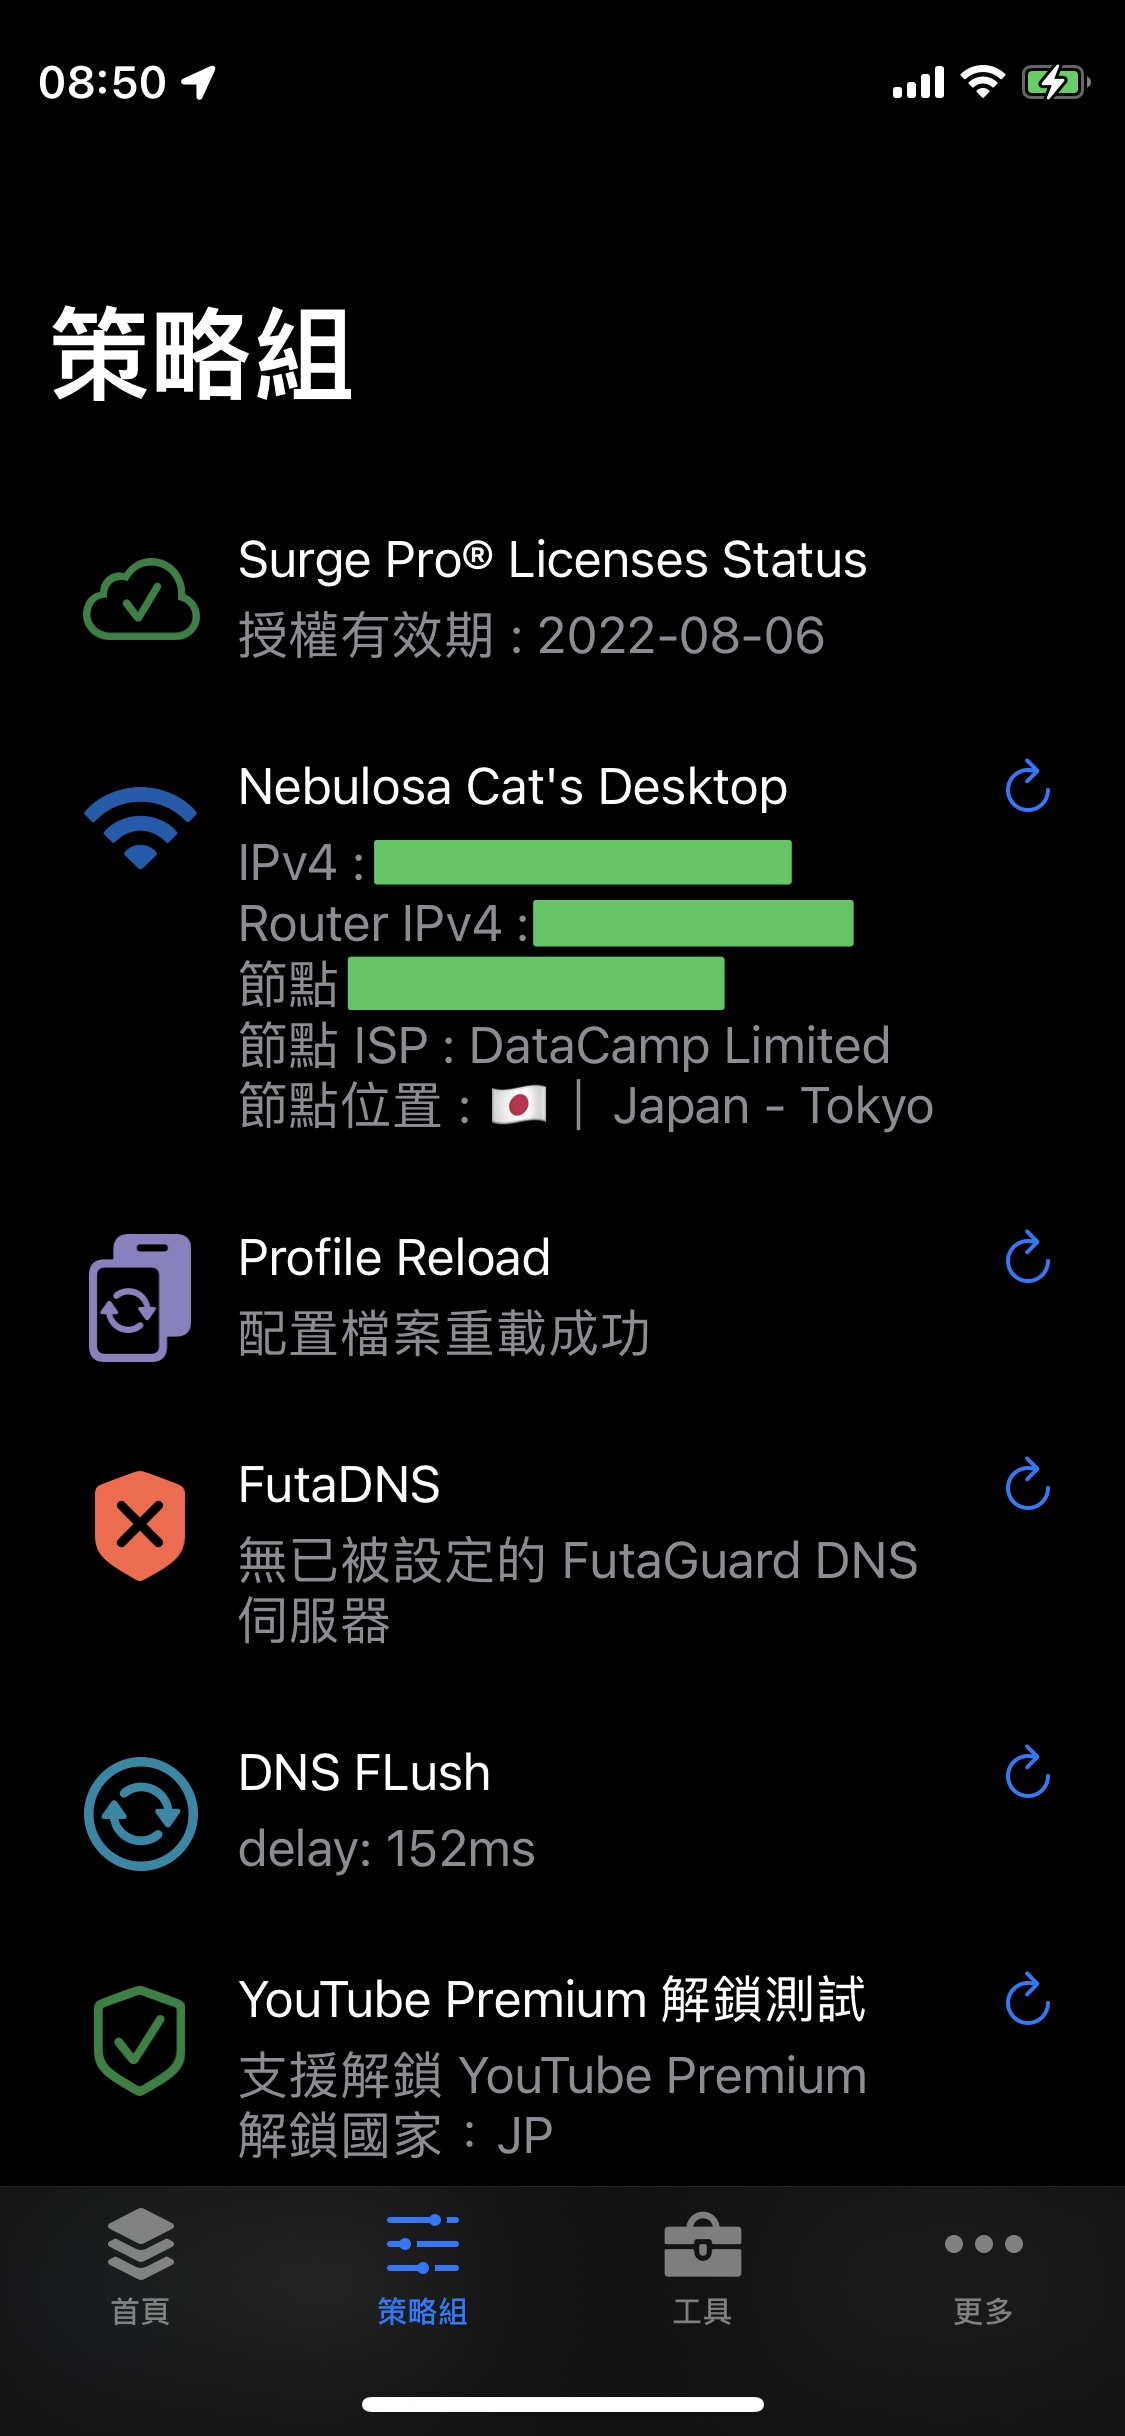 08:50
策略組
Surge Pro® Licenses Status
授權有效期 : 2022-08-06
Nebulosa Cat's Desktop
IPv4 :
Router IPv4 :
節點
節點 ISP : DataCamp Limited
節點位置 : 🇯🇵 | Japan - Tokyo
Profile Reload
配置檔案重載成功
FutaDNS
無已被設定的 FutaGuard DNS
伺服器
DNS FLush
delay: 152ms
YouTube Premium 解鎖測試
支援解鎖 YouTube Premium
解鎖國家：JP
首頁
策略組
工具
更多